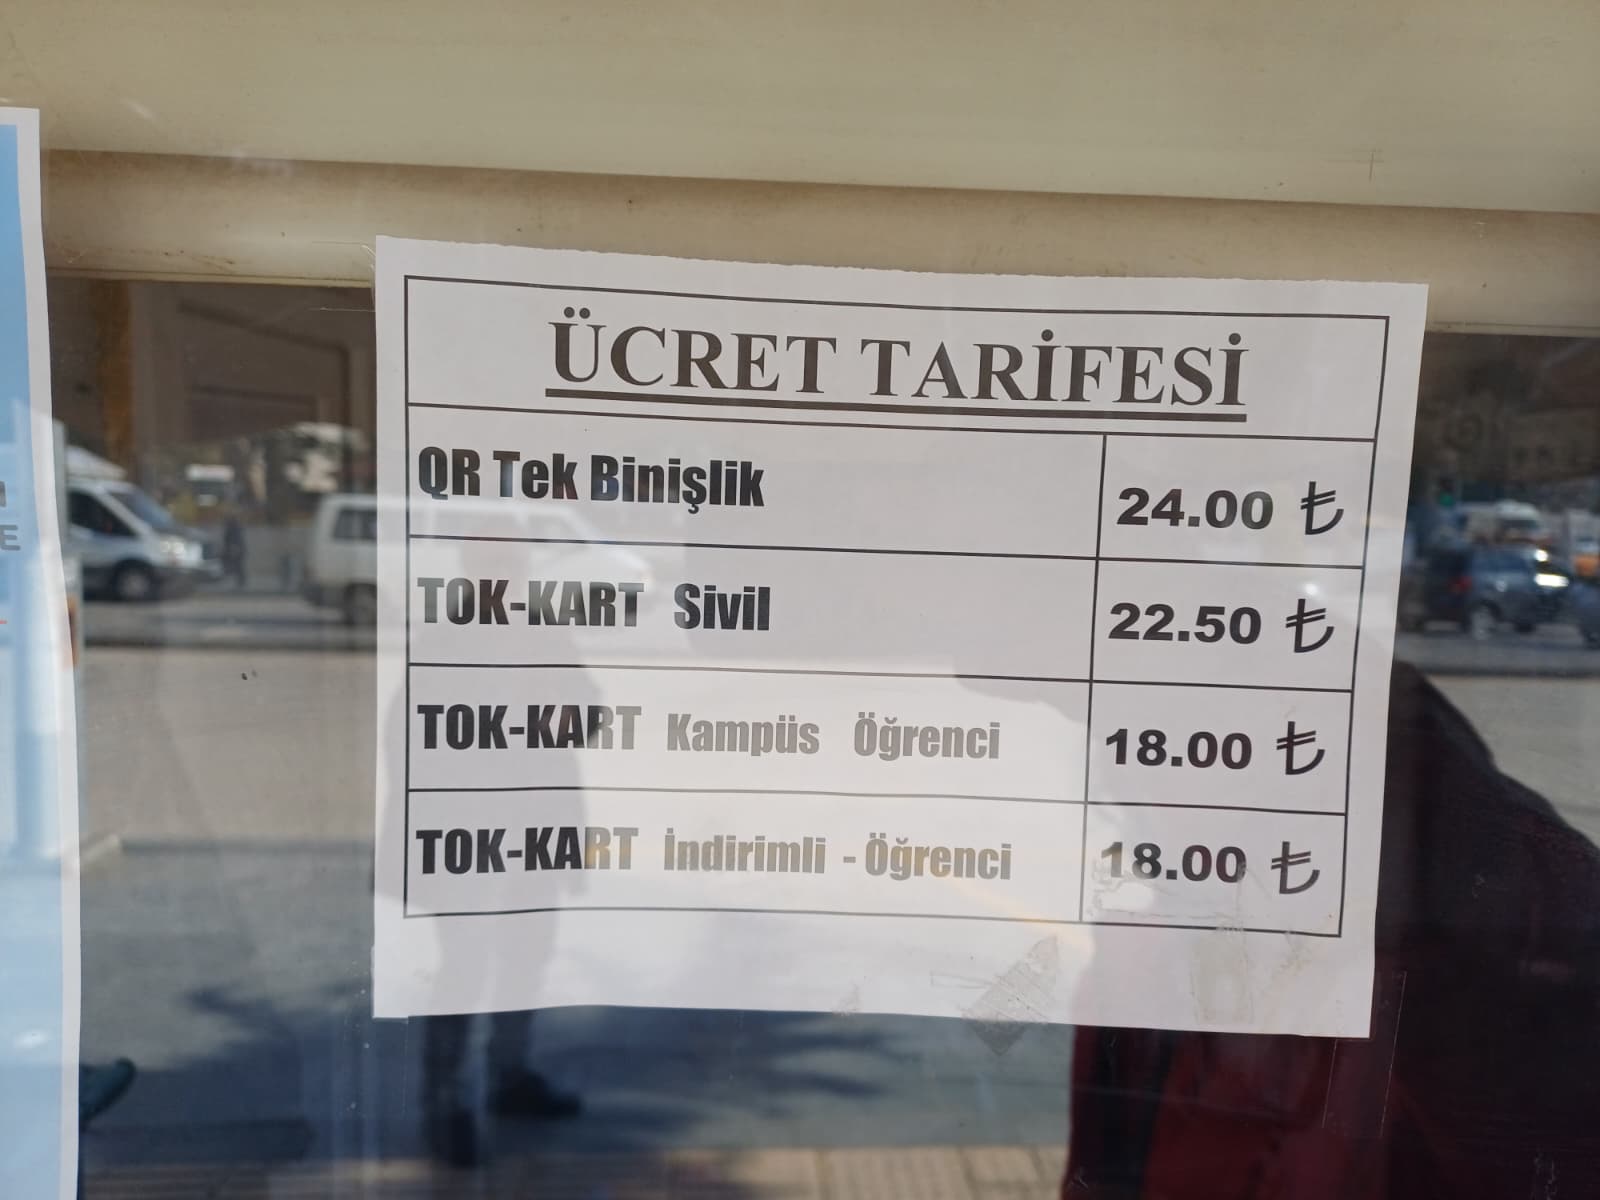 ÜCRET TARİFESİ
QR Tek Binişlik 24.00 ₺
TOK-KART Sivil 22.50 ₺
TOK-KART Kampüs Öğrenci 18.00 ₺
TOK-KART İndirimli - Öğrenci 18.00 ₺